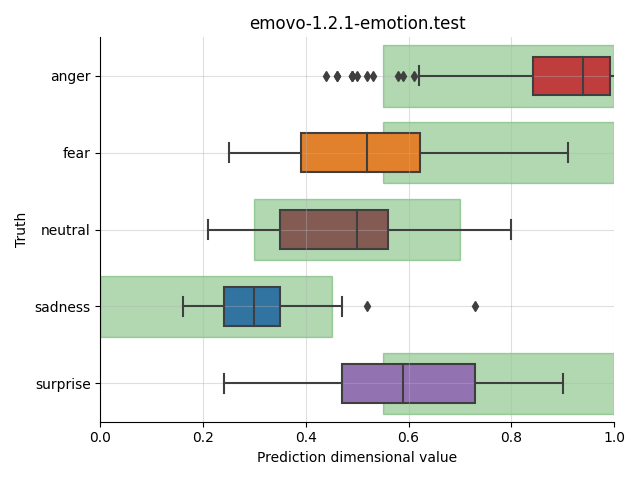 emovo-1.2.1-emotion.test
anger
fear
neutral
sadness
surprise
Truth
0.0 0.2 0.4 0.6 0.8 1.0
Prediction dimensional value